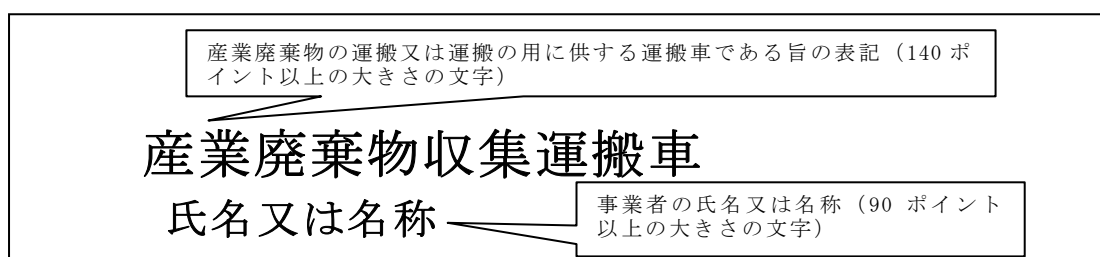 産業廃棄物の運搬又は運搬の用に供する運搬車である旨の表記（140 ポ
イント以上の大きさの文字）
産業廃棄物収集運搬車
氏名又は名称
事業者の氏名又は名称（90 ポイント
以上の大きさの文字）